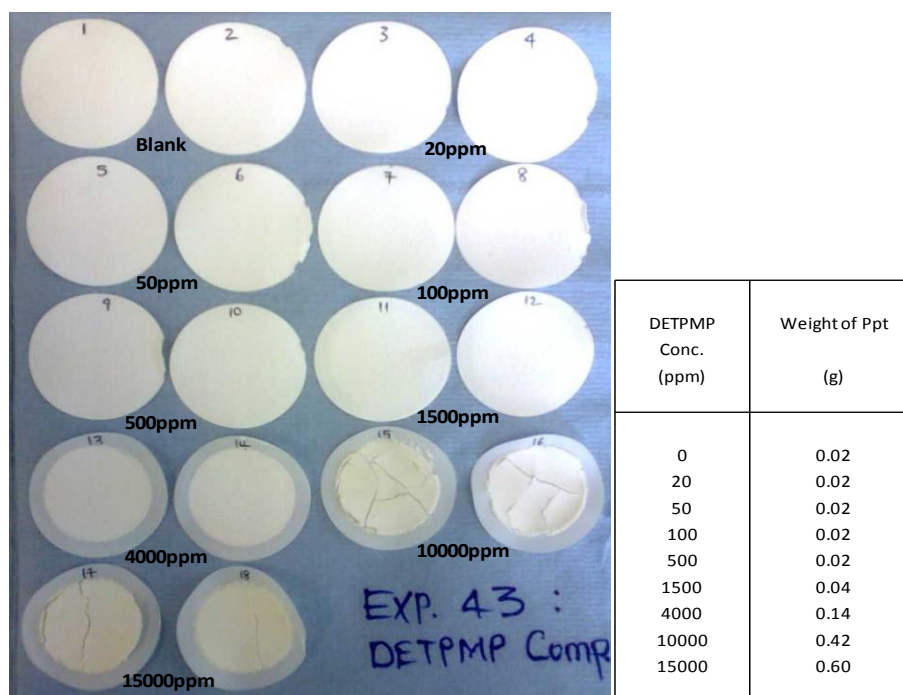 1 2 3 4
Blank 20ppm
5 6 7 8
50ppm 100ppm
9 10 11 12
500ppm 1500ppm
13 14 15 16
4000ppm 10000ppm
17 18
15000ppm
EXP. 43 :
DETPMP Comp
DETPMP Weight of Ppt
Conc.
(ppm) (g)
0 0.02
20 0.02
50 0.02
100 0.02
500 0.02
1500 0.04
4000 0.14
10000 0.42
15000 0.60